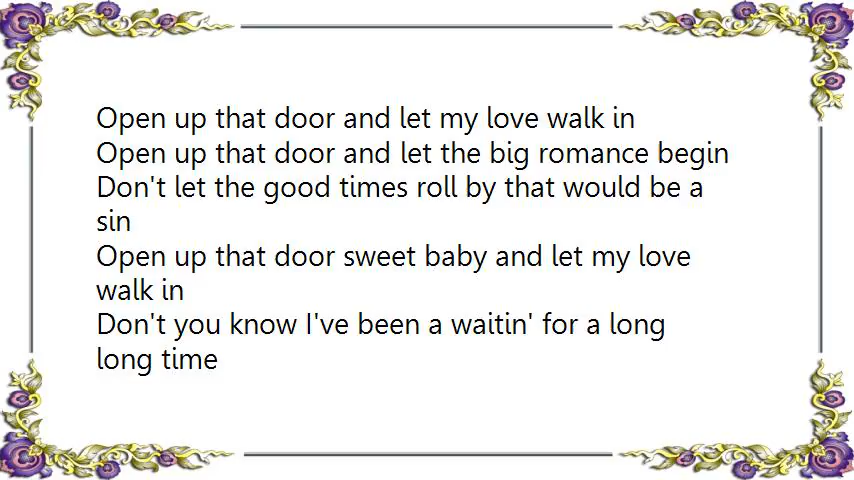 Open up that door and let my love walk in
Open up that door and let the big romance begin
Don't let the good times roll by that would be a
sin
Open up that door sweet baby and let my love
walk in
Don't you know I've been a waitin' for a long
long time